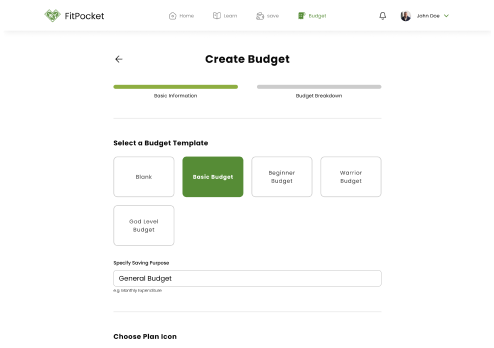 FitPocket
Home
Learn
save
Budget
John Doe
Create Budget
Basic Information
Budget Breakdown
Select a Budget Template
Blank
Basic Budget
Beginner
Budget
Warrior
Budget
God Level
Budget
Specify Saving Purpose
General Budget
e.g. Monthly Expenditure
Choose Plan Icon